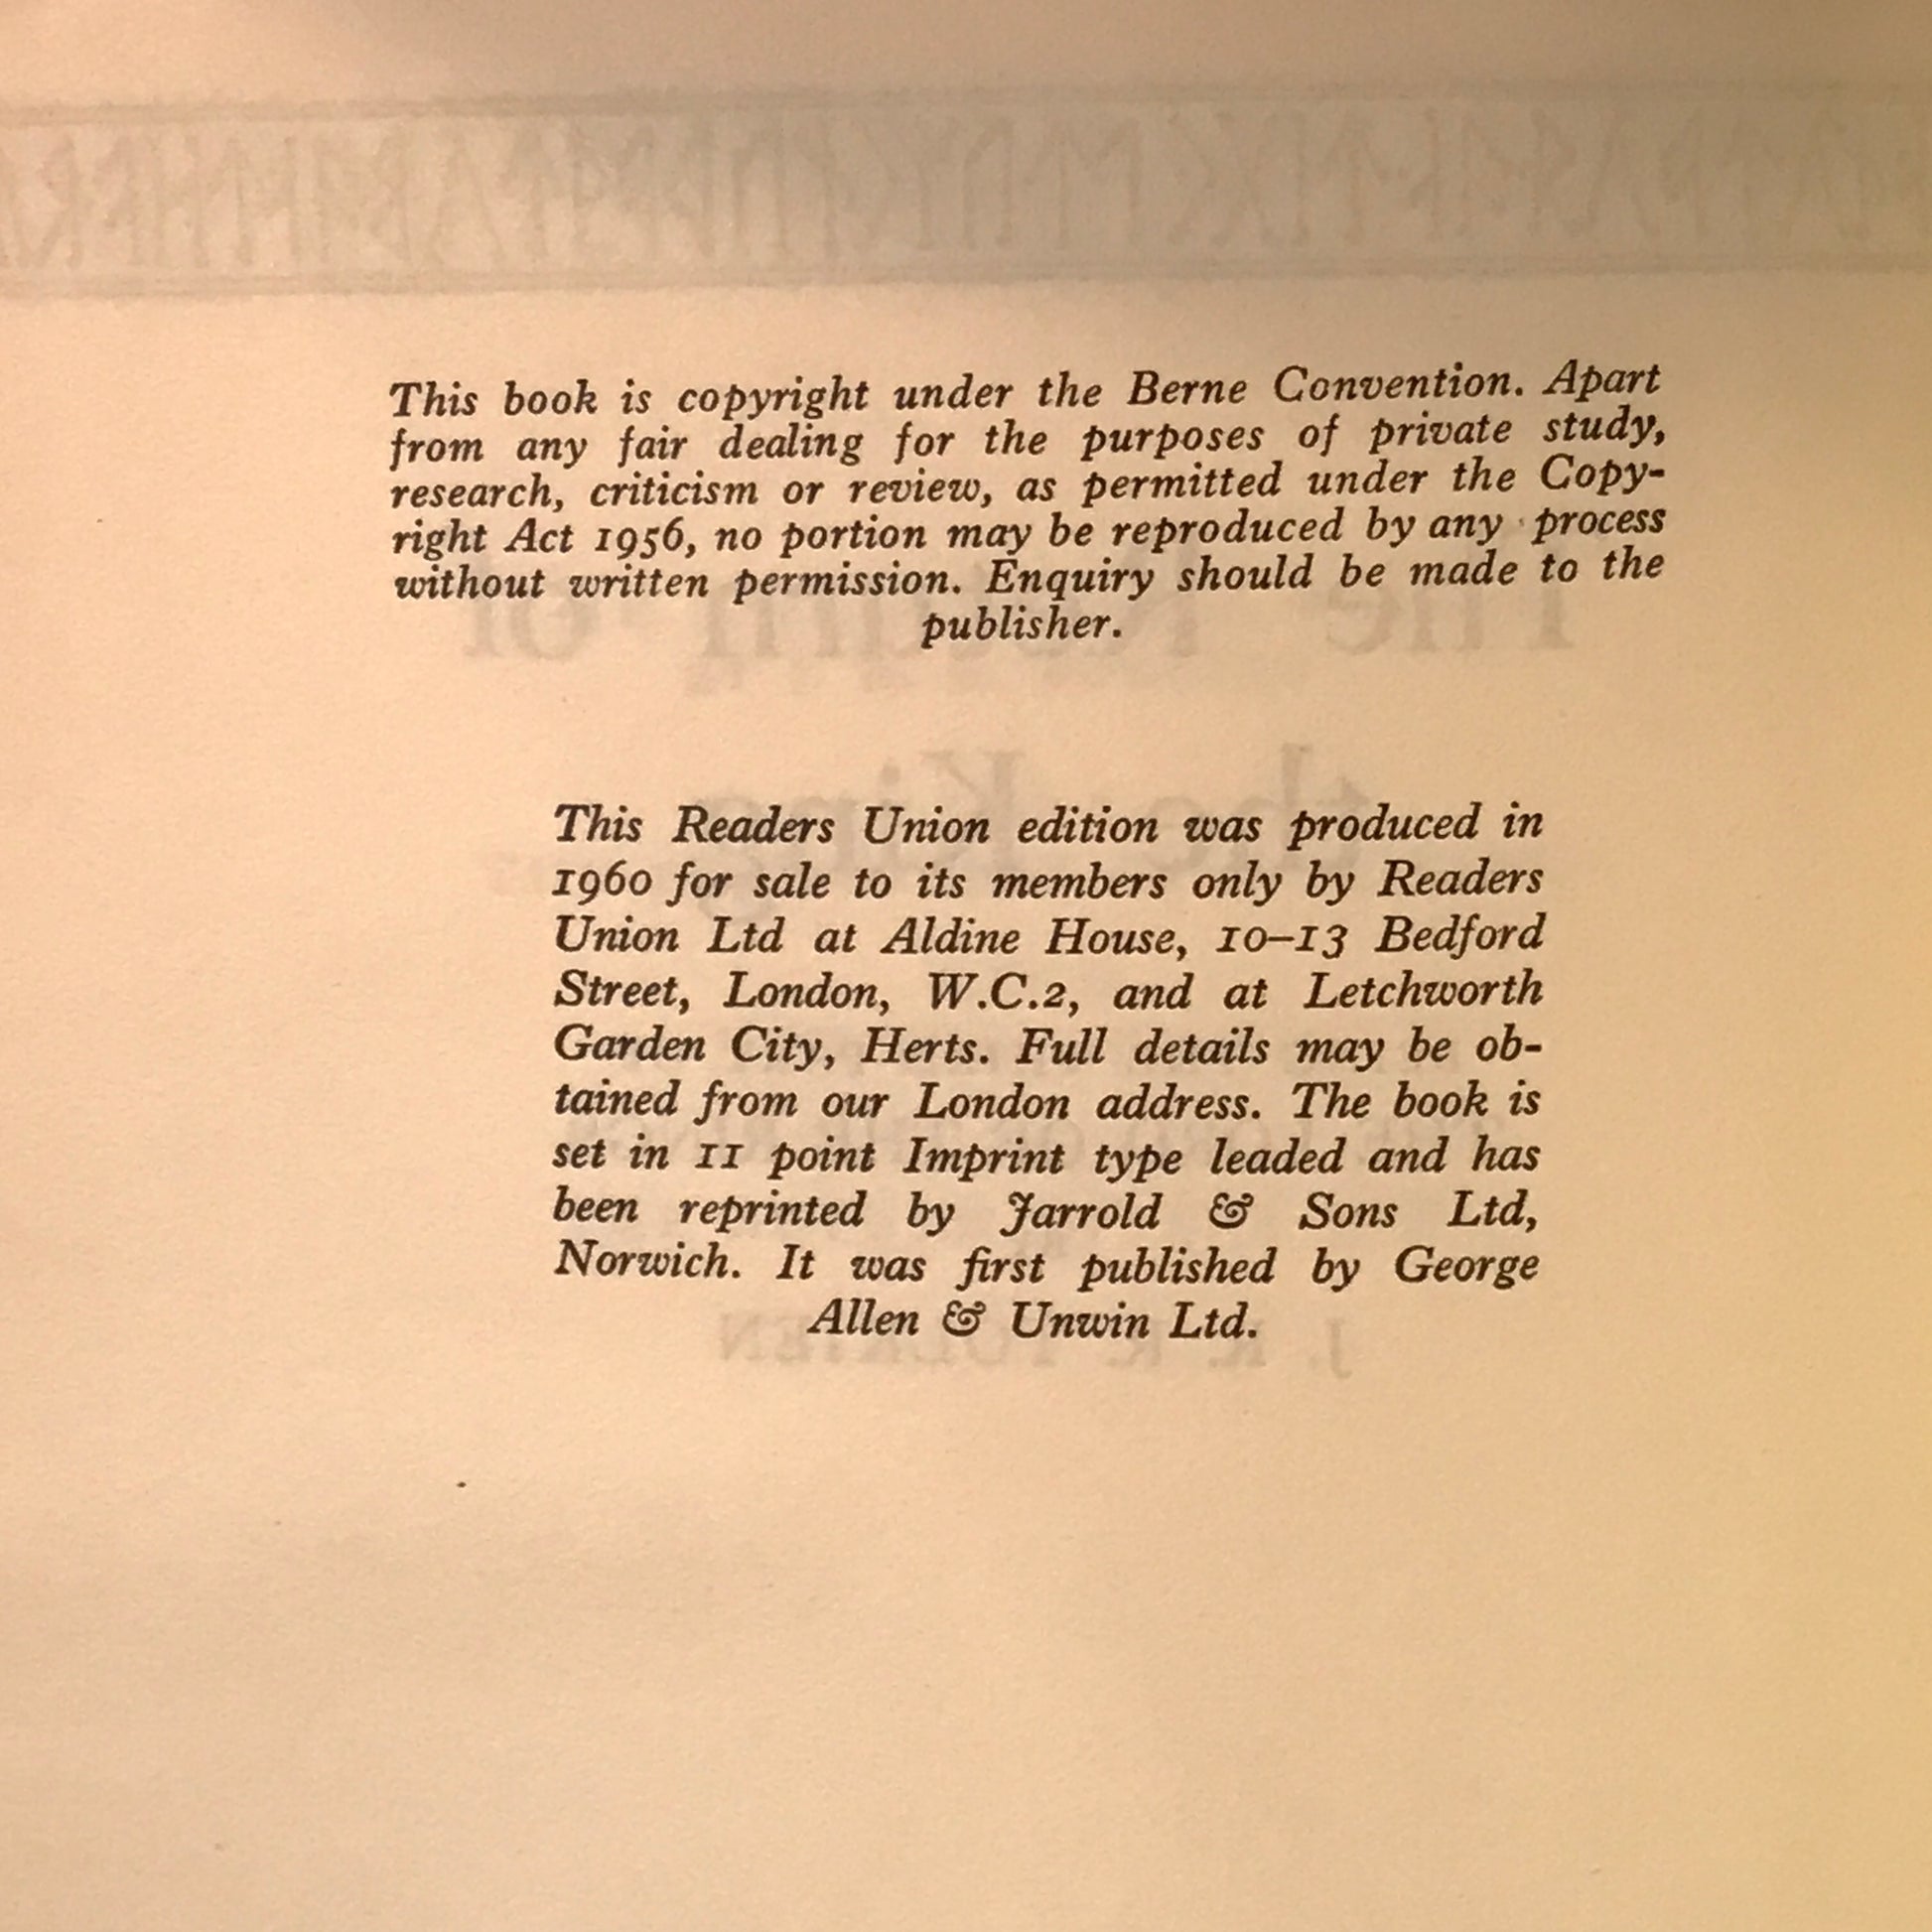 This book is copyright under the Berne Convention. Apart
from any fair dealing for the purposes of private study,
research, criticism or review, as permitted under the Copy-
right Act 1956, no portion may be reproduced by any process
without written permission. Enquiry should be made to the
publisher.
This Readers Union edition was produced in
1960 for sale to its members only by Readers
Union Ltd at Aldine House, 10–13 Bedford
Street, London, W.C.2, and at Letchworth
Garden City, Herts. Full details may be ob-
tained from our London address. The book is
set in 11 point Imprint type leaded and has
been reprinted by Jarrold & Sons Ltd,
Norwich. It was first published by George
Allen & Unwin Ltd.